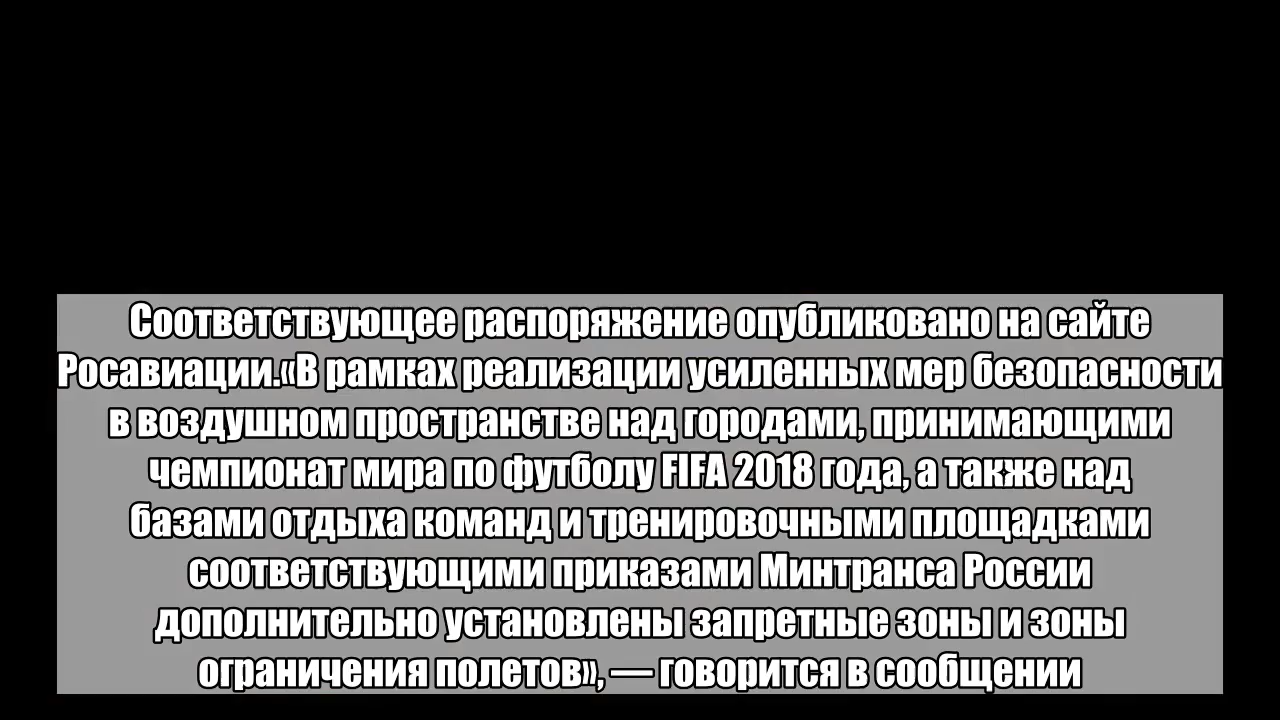 Соответствующее распоряжение опубликовано на сайте
Росавиации.«В рамках реализации усиленных мер безопасности
в воздушном пространстве над городами, принимающими
чемпионат мира по футболу FIFA 2018 года, а также над
базами отдыха команд и тренировочными площадками
соответствующими приказами Минтранса России
дополнительно установлены запретные зоны и зоны
ограничения полетов», — говорится в сообщении